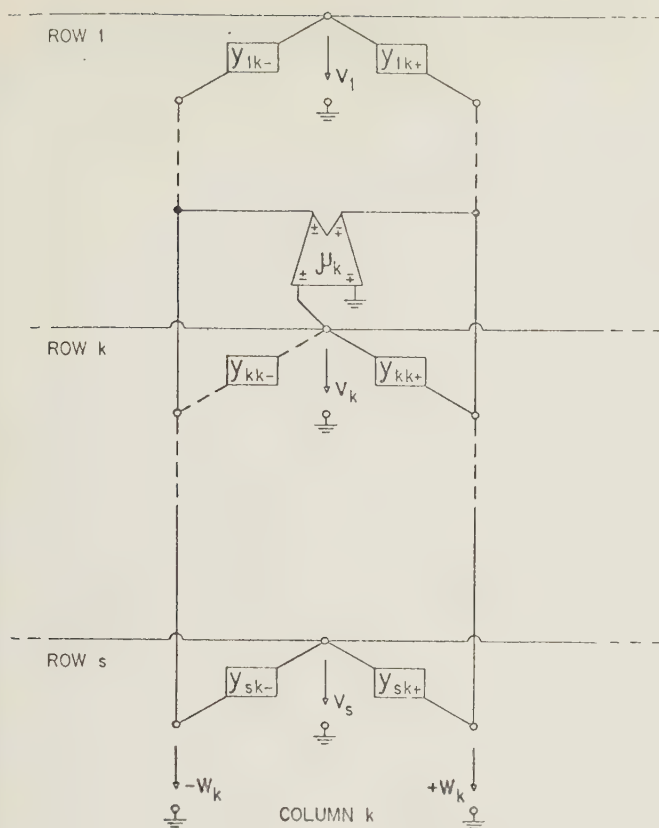 ROW 1
y1k- y1k+
V1
± ∓
± μk ∓
ROW k
ykk- ykk+
Vk
ROW s
ysk- ysk+
Vs
-Wk +Wk
COLUMN k